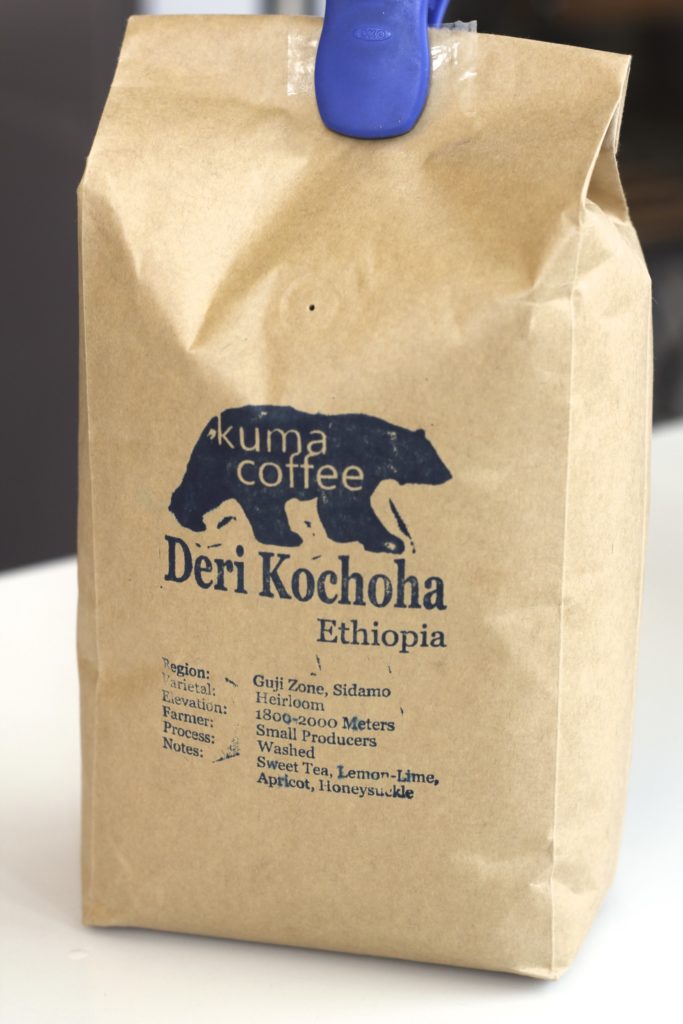 OXO
kuma
coffee
Deri Kochoha
Ethiopia
Region: Guji Zone, Sidamo
Varietal: Heirloom
Elevation: 1800-2000 Meters
Farmer: Small Producers
Process: Washed
Notes: Sweet Tea, Lemon-Lime,
Apricot, Honeysuckle